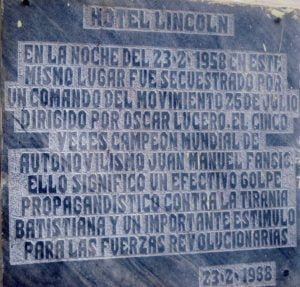 HOTEL LINCOLN
EN LA NOCHE DEL 23·2·1958 EN ESTE
MISMO LUGAR FUE SECUESTRADO POR
UN COMANDO DEL MOVIMIENTO 26 DE JULIO
DIRIGIDO POR OSCAR LUCERO, EL CINCO
VECES CAMPEON MUNDIAL DE
AUTOMOVILISMO JUAN MANUEL FANGIO
ELLO SIGNIFICO UN EFECTIVO GOLPE
PROPAGANDISTICO CONTRA LA TIRANIA
BATISTIANA Y UN IMPORTANTE ESTIMULO
PARA LAS FUERZAS REVOLUCIONARIAS
23·2·1988